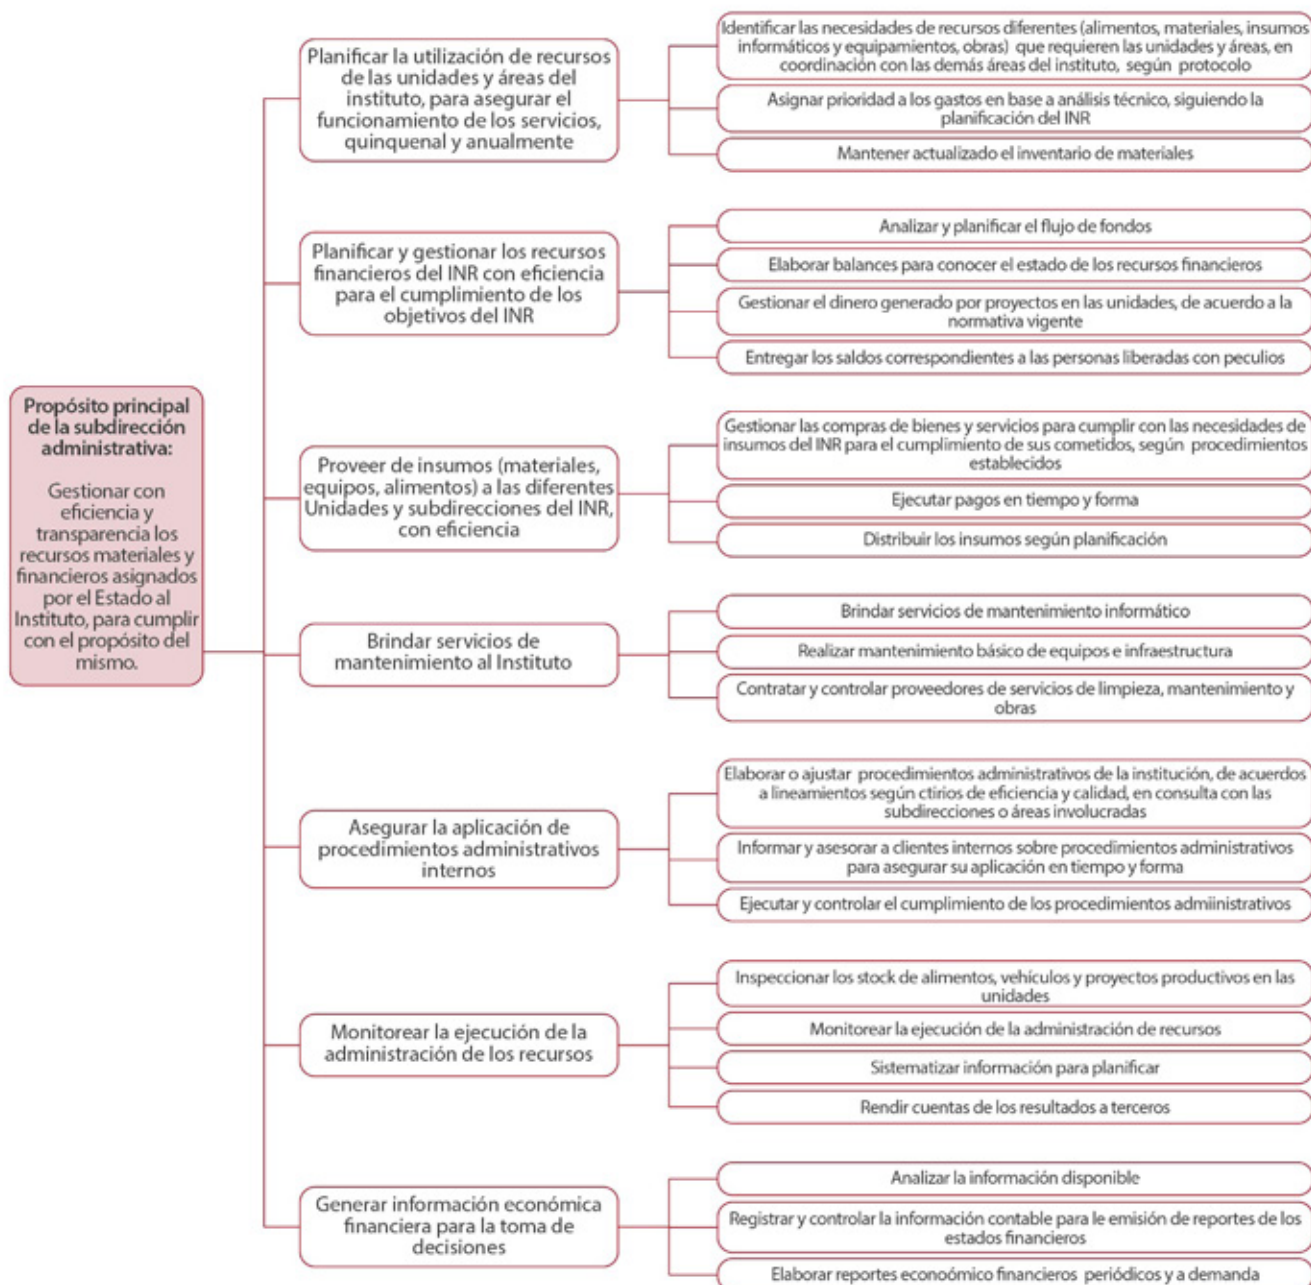 Propósito principal
de la subdirección
administrativa:
Gestionar con
eficiencia y
transparencia los
recursos materiales y
financieros asignados
por el Estado al
Instituto, para cumplir
con el propósito del
mismo.
Planificar la utilización de recursos
de las unidades y áreas del
instituto, para asegurar el
funcionamiento de los servicios,
quinquenal y anualmente
Identificar las necesidades de recursos diferentes (alimentos, materiales, insumos
informáticos y equipamientos, obras) que requieren las unidades y áreas, en
coordinación con las demás áreas del instituto, según protocolo
Asignar prioridad a los gastos en base a análisis técnico, siguiendo la
planificación del INR
Mantener actualizado el inventario de materiales
Planificar y gestionar los recursos
financieros del INR con eficiencia
para el cumplimiento de los
objetivos del INR
Analizar y planificar el flujo de fondos
Elaborar balances para conocer el estado de los recursos financieros
Gestionar el dinero generado por proyectos en las unidades, de acuerdo a la
normativa vigente
Entregar los saldos correspondientes a las personas liberadas con peculios
Proveer de insumos (materiales,
equipos, alimentos) a las diferentes
Unidades y subdirecciones del INR,
con eficiencia
Gestionar las compras de bienes y servicios para cumplir con las necesidades de
insumos del INR para el cumplimiento de sus cometidos, según procedimientos
establecidos
Ejecutar pagos en tiempo y forma
Distribuir los insumos según planificación
Brindar servicios de
mantenimiento al Instituto
Brindar servicios de mantenimiento informático
Realizar mantenimiento básico de equipos e infraestructura
Contratar y controlar proveedores de servicios de limpieza, mantenimiento y
obras
Asegurar la aplicación de
procedimientos administrativos
internos
Elaborar o ajustar procedimientos administrativos de la institución, de acuerdos
a lineamientos según ctirios de eficiencia y calidad, en consulta con las
subdirecciones o áreas involucradas
Informar y asesorar a clientes internos sobre procedimientos administrativos
para asegurar su aplicación en tiempo y forma
Ejecutar y controlar el cumplimiento de los procedimientos admiinistrativos
Monitorear la ejecución de la
administración de los recursos
Inspeccionar los stock de alimentos, vehículos y proyectos productivos en las
unidades
Monitorear la ejecución de la administración de recursos
Sistematizar información para planificar
Rendir cuentas de los resultados a terceros
Generar información económica
financiera para la toma de
decisiones
Analizar la información disponible
Registrar y controlar la información contable para le emisión de reportes de los
estados financieros
Elaborar reportes econoómico financieros periódicos y a demanda